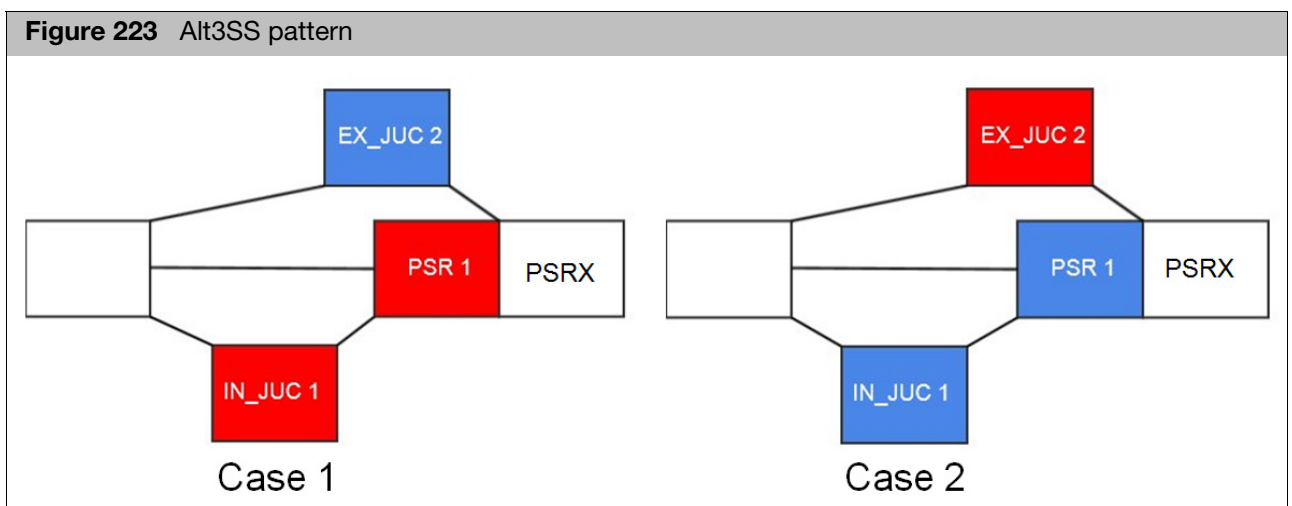 Figure 223 Alt3SS pattern
EX_JUC 2
PSR 1
PSRX
IN_JUC 1
Case 1
EX_JUC 2
PSR 1
PSRX
IN_JUC 1
Case 2